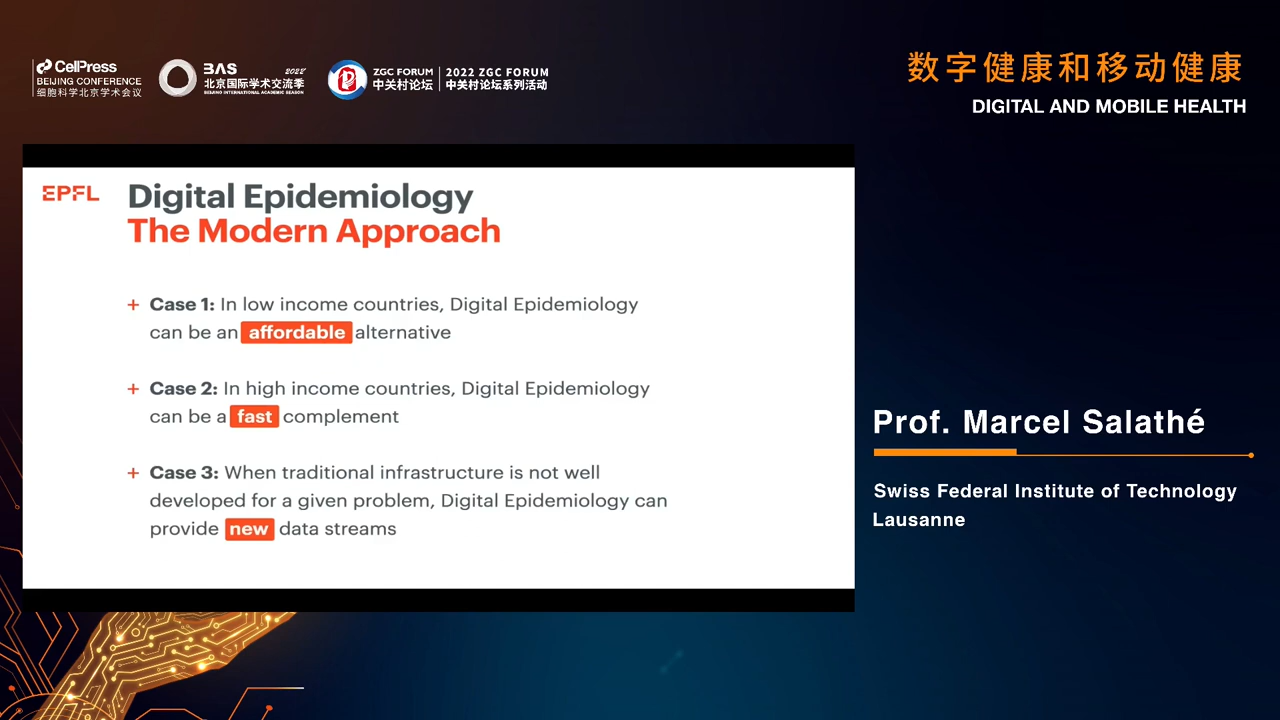 CellPress
BEIJING CONFERENCE
细胞科学北京学术会议
BAS 2022
北京国际学术交流季
BEIJING INTERNATIONAL ACADEMIC SEASON
ZGC FORUM
中关村论坛
2022 ZGC FORUM
中关村论坛系列活动
数字健康和移动健康
DIGITAL AND MOBILE HEALTH
EPFL
Digital Epidemiology
The Modern Approach
+ Case 1: In low income countries, Digital Epidemiology
can be an affordable alternative
+ Case 2: In high income countries, Digital Epidemiology
can be a fast complement
+ Case 3: When traditional infrastructure is not well
developed for a given problem, Digital Epidemiology can
provide new data streams
Prof. Marcel Salathé
Swiss Federal Institute of Technology
Lausanne